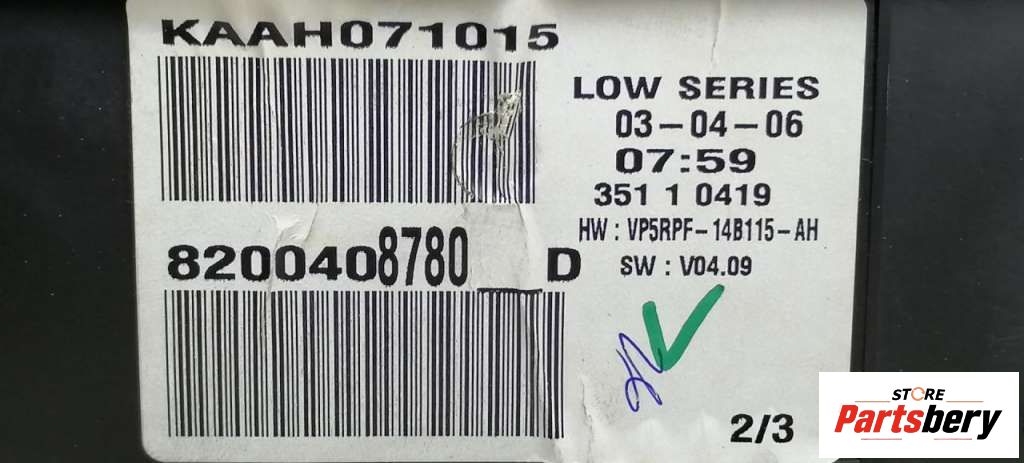 KAAH071015
LOW SERIES
03-04-06
07:59
351 1 0419
HW : VP5RPF-14B115-AH
SW : V04.09
8200408780__D
2/3
STORE
Partsbery